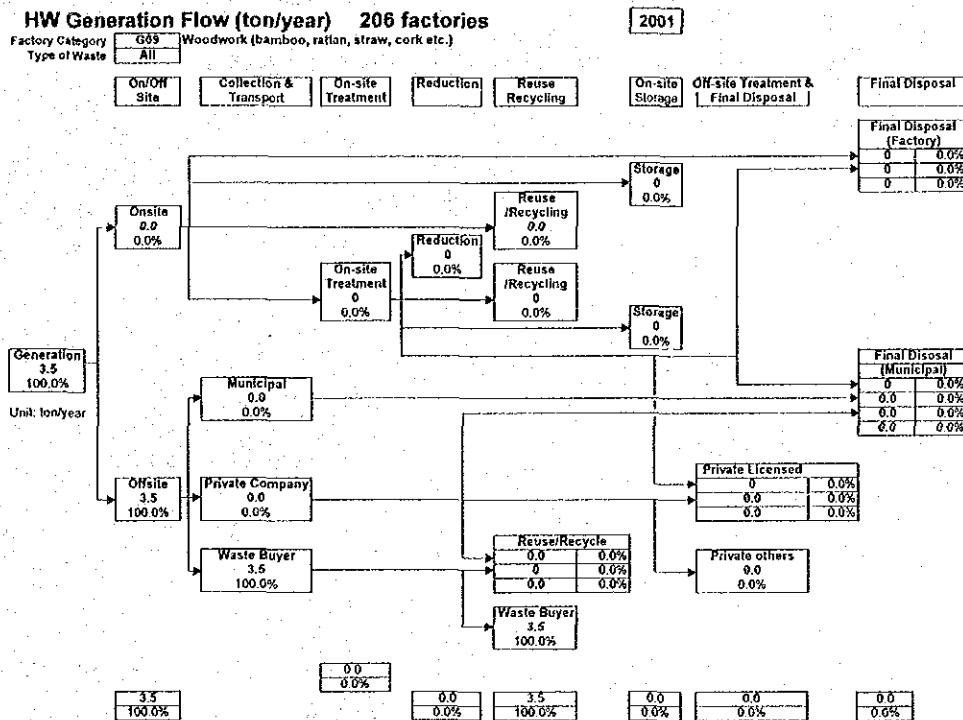 HW Generation Flow (ton/year) 206 factories 2001
Factory Category G09 Woodwork (bamboo, rattan, straw, cork etc.)
Type of Waste All
On/Off Site
Collection & Transport
On-site Treatment
Reduction
Reuse Recycling
On-site Storage
Off-site Treatment & Final Disposal
Final Disposal
Final Disposal
(Factory)
0 0.0%
0 0.0%
0 0.0%
Storage
0
0.0%
Onsite
0.0
0.0%
Reuse
/Recycling
0.0
0.0%
Reduction
0
0.0%
On-site
Treatment
0
0.0%
Reuse
/Recycling
0
0.0%
Storage
0
0.0%
Generation
3.5
100.0%
Unit: ton/year
Final Disosal
(Municipal)
0 0.0%
0.0 0.0%
0.0 0.0%
0.0 0.0%
Municipal
0.0
0.0%
Offsite
3.5
100.0%
Private Company
0.0
0.0%
Private Licensed
0 0.0%
0.0 0.0%
0.0 0.0%
Waste Buyer
3.5
100.0%
Reuse/Recycle
0.0 0.0%
0 0.0%
0.0 0.0%
Private others
0.0
0.0%
Waste Buyer
3.5
100.0%
0.0
0.0%
3.5 0.0 3.5 0.0 0.0 0.0
100.0% 0.0% 100.0% 0.0% 0.0% 0.0%